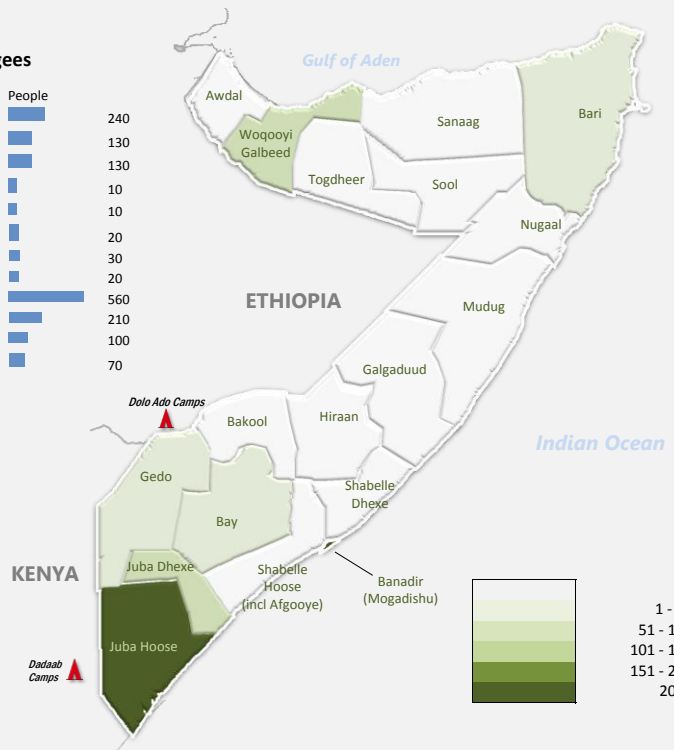 gees
People
240
130
130
10
10
20
30
20
560
210
100
70
Gulf of Aden
Awdal
Woqooyi
Galbeed
Togdheer
Sanaag
Sool
Bari
Nugaal
ETHIOPIA
Mudug
Galgaduud
Dolo Ado Camps
Bakool
Hiraan
Indian Ocean
Gedo
Bay
Shabelle
Dhexe
KENYA
Juba Dhexe
Shabelle
Hoose
(incl Afgooye)
Banadir
(Mogadishu)
Juba Hoose
Dadaab
Camps
1 -
51 - 1
101 - 1
151 - 2
20